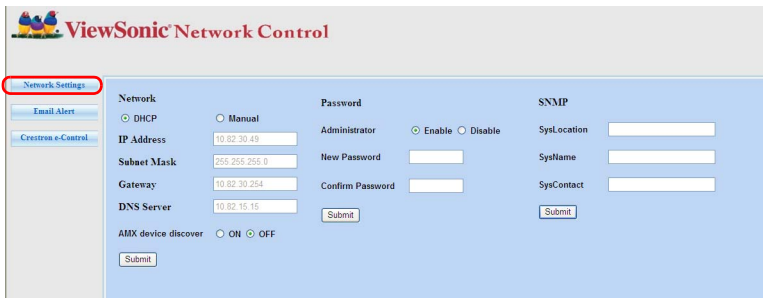 ViewSonic® Network Control
Network Settings
Email Alert
Crestron e-Control
Network
DHCP Manual
IP Address 10.82.30.49
Subnet Mask 255.255.255.0
Gateway 10.82.30.254
DNS Server 10.82.15.15
AMX device discover ON OFF
Submit
Password
Administrator Enable Disable
New Password
Confirm Password
Submit
SNMP
SysLocation
SysName
SysContact
Submit